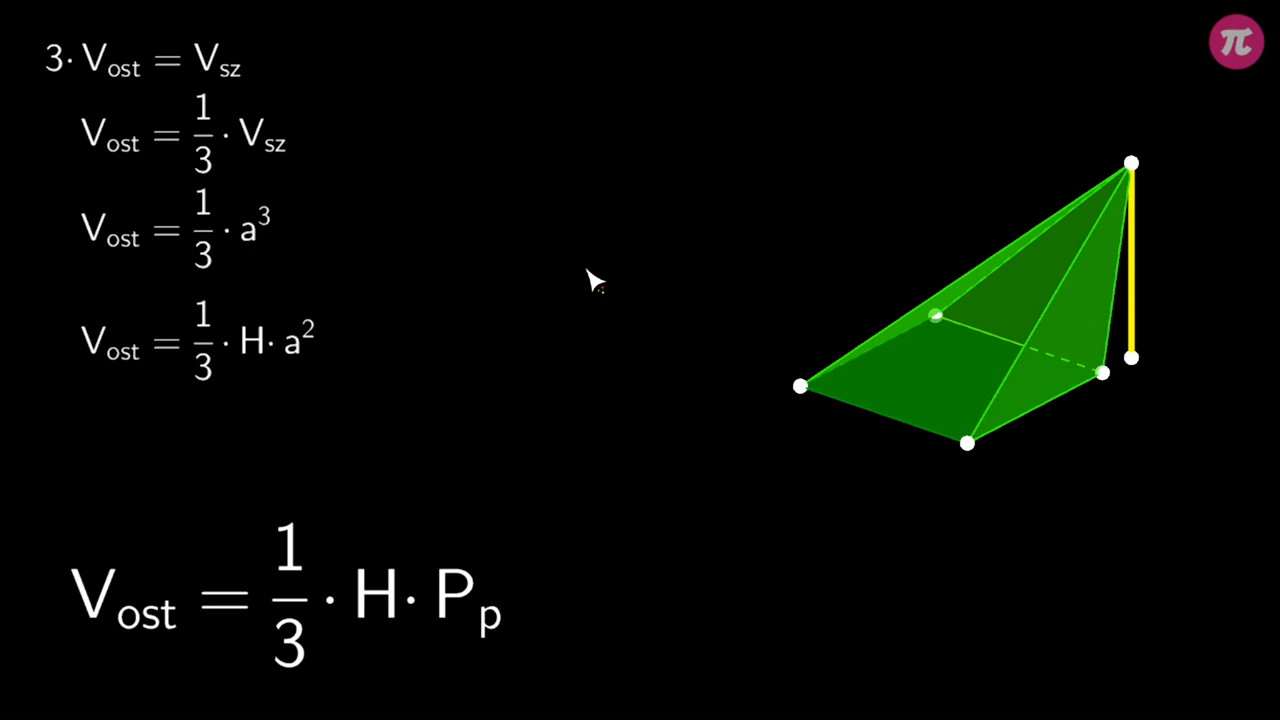 3· V_ost = V_sz
V_ost = 1/3 · V_sz
V_ost = 1/3 · a³
V_ost = 1/3 · H· a²
V_ost = 1/3 · H· P_p
π